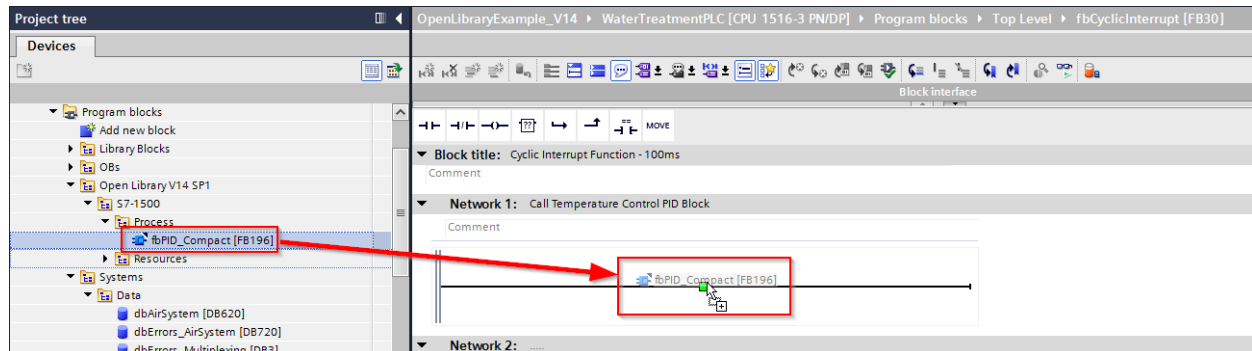 Project tree
OpenLibraryExample_V14 ▸ WaterTreatmentPLC [CPU 1516-3 PN/DP] ▸ Program blocks ▸ Top Level ▸ fbCyclicInterrupt [FB30]
Devices
Block interface
Program blocks
Add new block
Library Blocks
OBs
Open Library V14 SP1
S7-1500
Process
fbPID_Compact [FB196]
Resources
Systems
Data
dbAirSystem [DB620]
dbErrors_AirSystem [DB720]
dbErrors_Multiplexing [DB3]
?? == MOVE
Block title: Cyclic Interrupt Function - 100ms
Comment
Network 1: Call Temperature Control PID Block
Comment
fbPID_Compact [FB196]
Network 2: .....